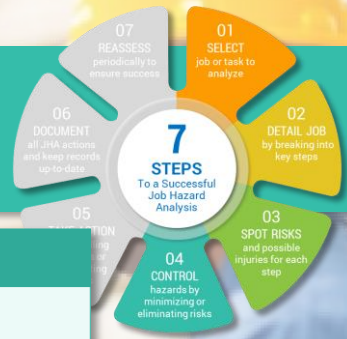 7
STEPS
To a Successful
Job Hazard
Analysis
01
SELECT
job or task to
analyze
02
DETAIL JOB
by breaking into
key steps
03
SPOT RISKS
and possible
injuries for each
step
04
CONTROL
hazards by
minimizing or
eliminating risks
05
TAKE ACTION
or
06
DOCUMENT
all JHA actions
and keep records
up-to-date
07
REASSESS
periodically to
ensure success